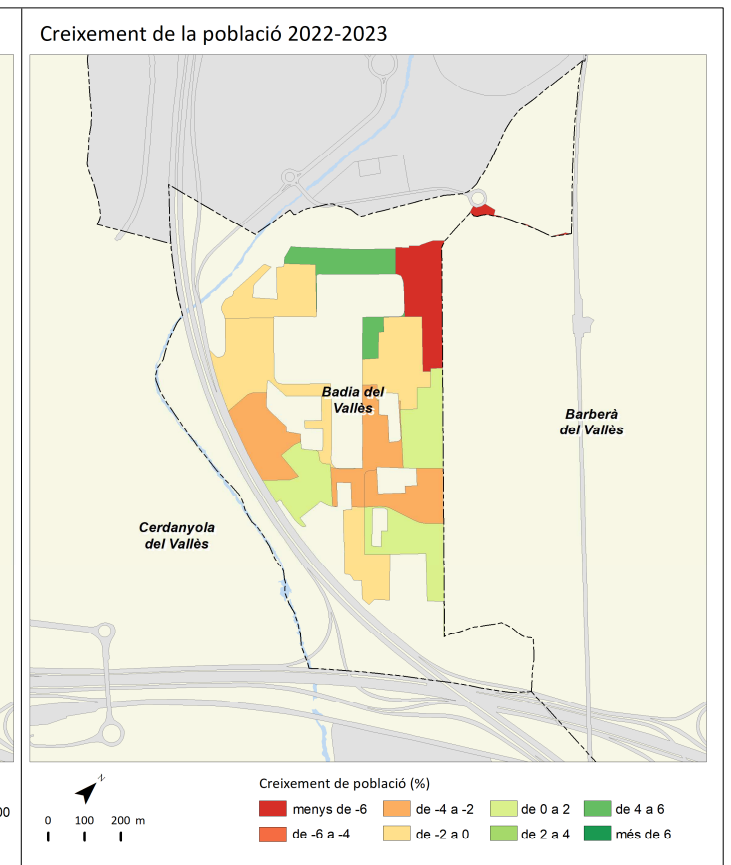 Creixement de la població 2022-2023
Badia del
Vallès
Barberà
del Vallès
Cerdanyola
del Vallès
N
00
0 100 200 m
Creixement de població (%)
menys de -6
de -4 a -2
de 0 a 2
de 4 a 6
de -6 a -4
de -2 a 0
de 2 a 4
més de 6